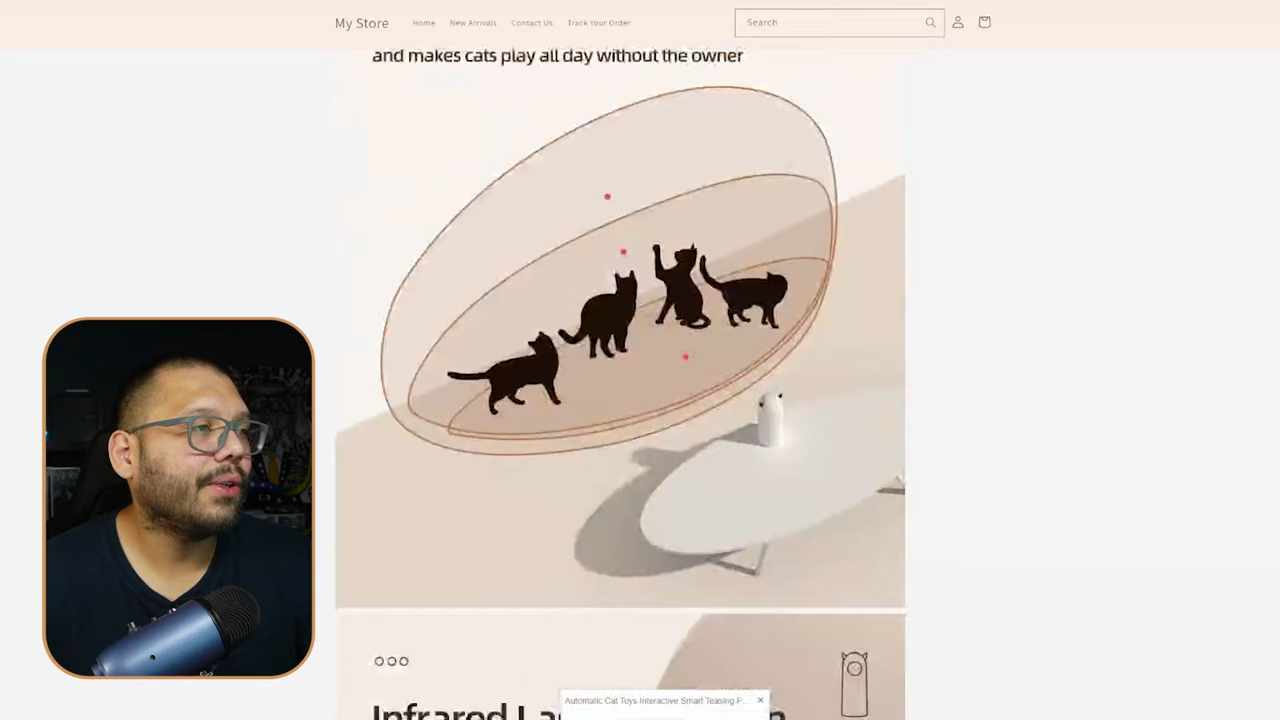 My Store Home New Arrivals Contact Us Track Your Order Search
and makes cats play all day without the owner
Automatic Cat Toys Interactive Smart Teasing P...
Infrared